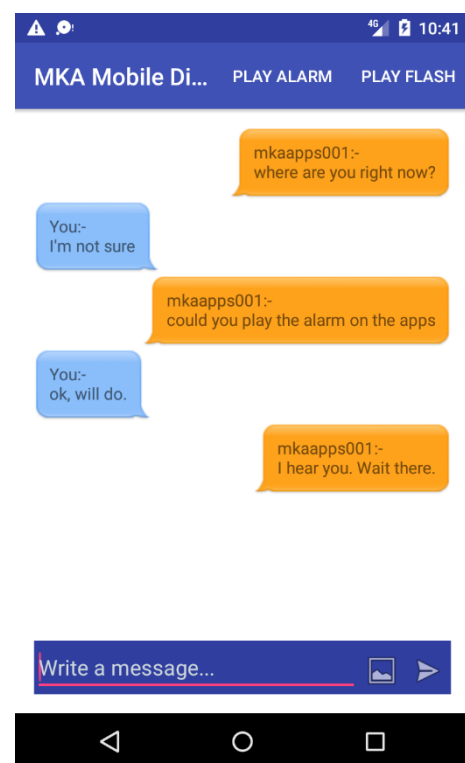 4G 10:41
MKA Mobile Di... PLAY ALARM PLAY FLASH
mkaapps001:-
where are you right now?
You:-
I'm not sure
mkaapps001:-
could you play the alarm on the apps
You:-
ok, will do.
mkaapps001:-
I hear you. Wait there.
Write a message...